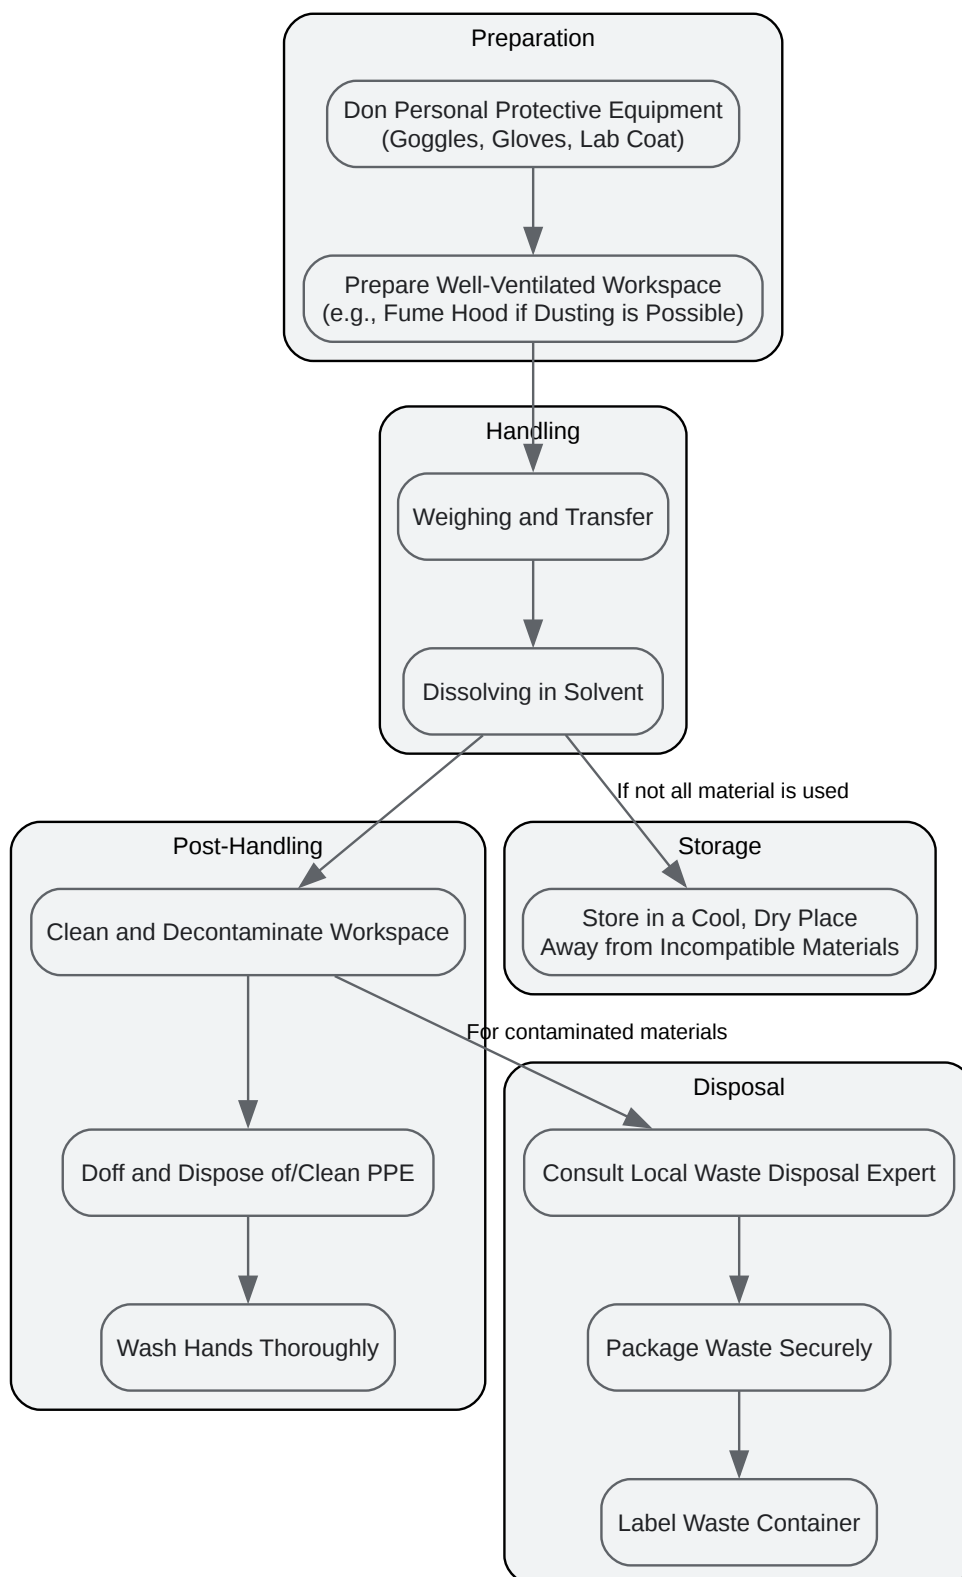 Preparation
Don Personal Protective Equipment
(Goggles, Gloves, Lab Coat)
Prepare Well-Ventilated Workspace
(e.g., Fume Hood if Dusting is Possible)
Handling
Weighing and Transfer
Dissolving in Solvent
If not all material is used
Post-Handling
Clean and Decontaminate Workspace
Storage
Store in a Cool, Dry Place
Away from Incompatible Materials
For contaminated materials
Doff and Dispose of/Clean PPE
Wash Hands Thoroughly
Disposal
Consult Local Waste Disposal Expert
Package Waste Securely
Label Waste Container